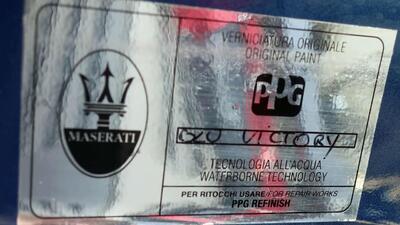 VERNICIATURA ORIGINALE
ORIGINAL PAINT
PPG
MASERATI
BLU VICTORY
TECNOLOGIA ALL'ACQUA
WATERBORNE TECHNOLOGY
PER RITOCCHI USARE/FOR REPAIR WORKS
PPG REFINISH